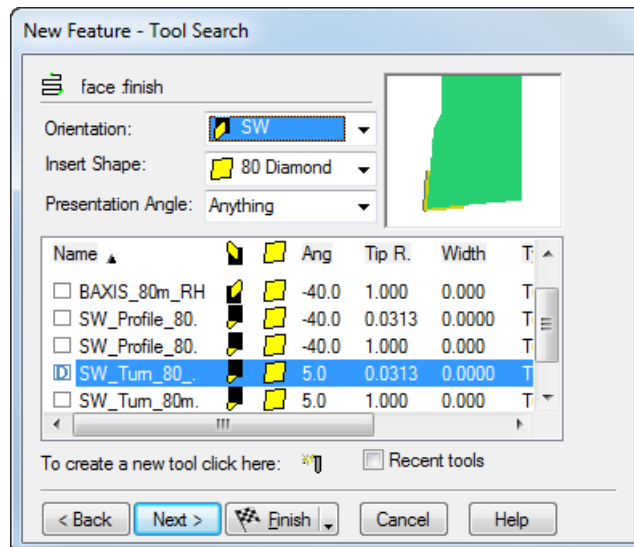 New Feature - Tool Search
face finish
Orientation: SW
Insert Shape: 80 Diamond
Presentation Angle: Anything
Name Ang Tip R. Width T
BAXIS_80m_RH -40.0 1.000 0.000 T
SW_Profile_80. -40.0 0.0313 0.0000 T
SW_Profile_80. -40.0 1.000 0.000 T
D SW_Turn_80_. 5.0 0.0313 0.0000 T
SW_Turn_80m. 5.0 1.000 0.000 T
To create a new tool click here: Recent tools
< Back Next > Finish Cancel Help